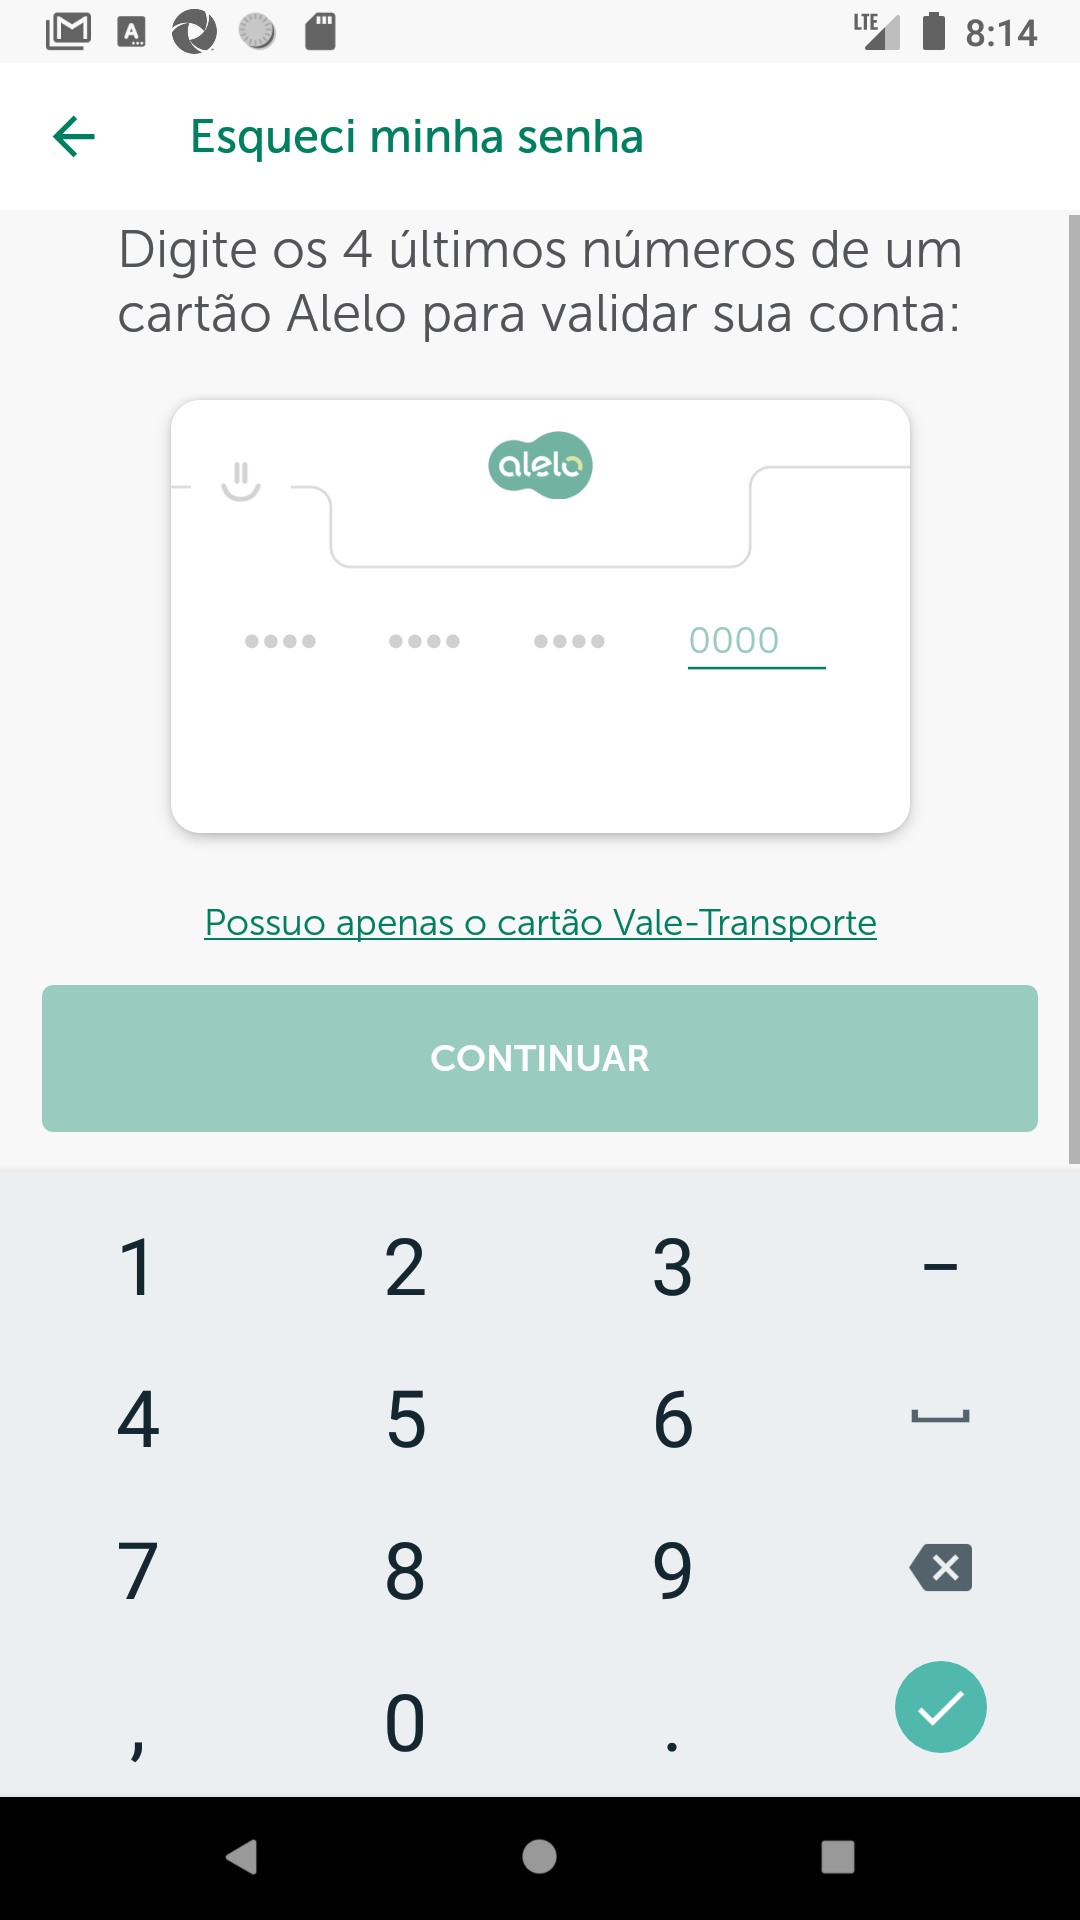 LTE 8:14
Esqueci minha senha
Digite os 4 últimos números de um
cartão Alelo para validar sua conta:
alelo
•••• •••• •••• 0000
Possuo apenas o cartão Vale-Transporte
CONTINUAR
1 2 3 –
4 5 6
7 8 9
, 0 .